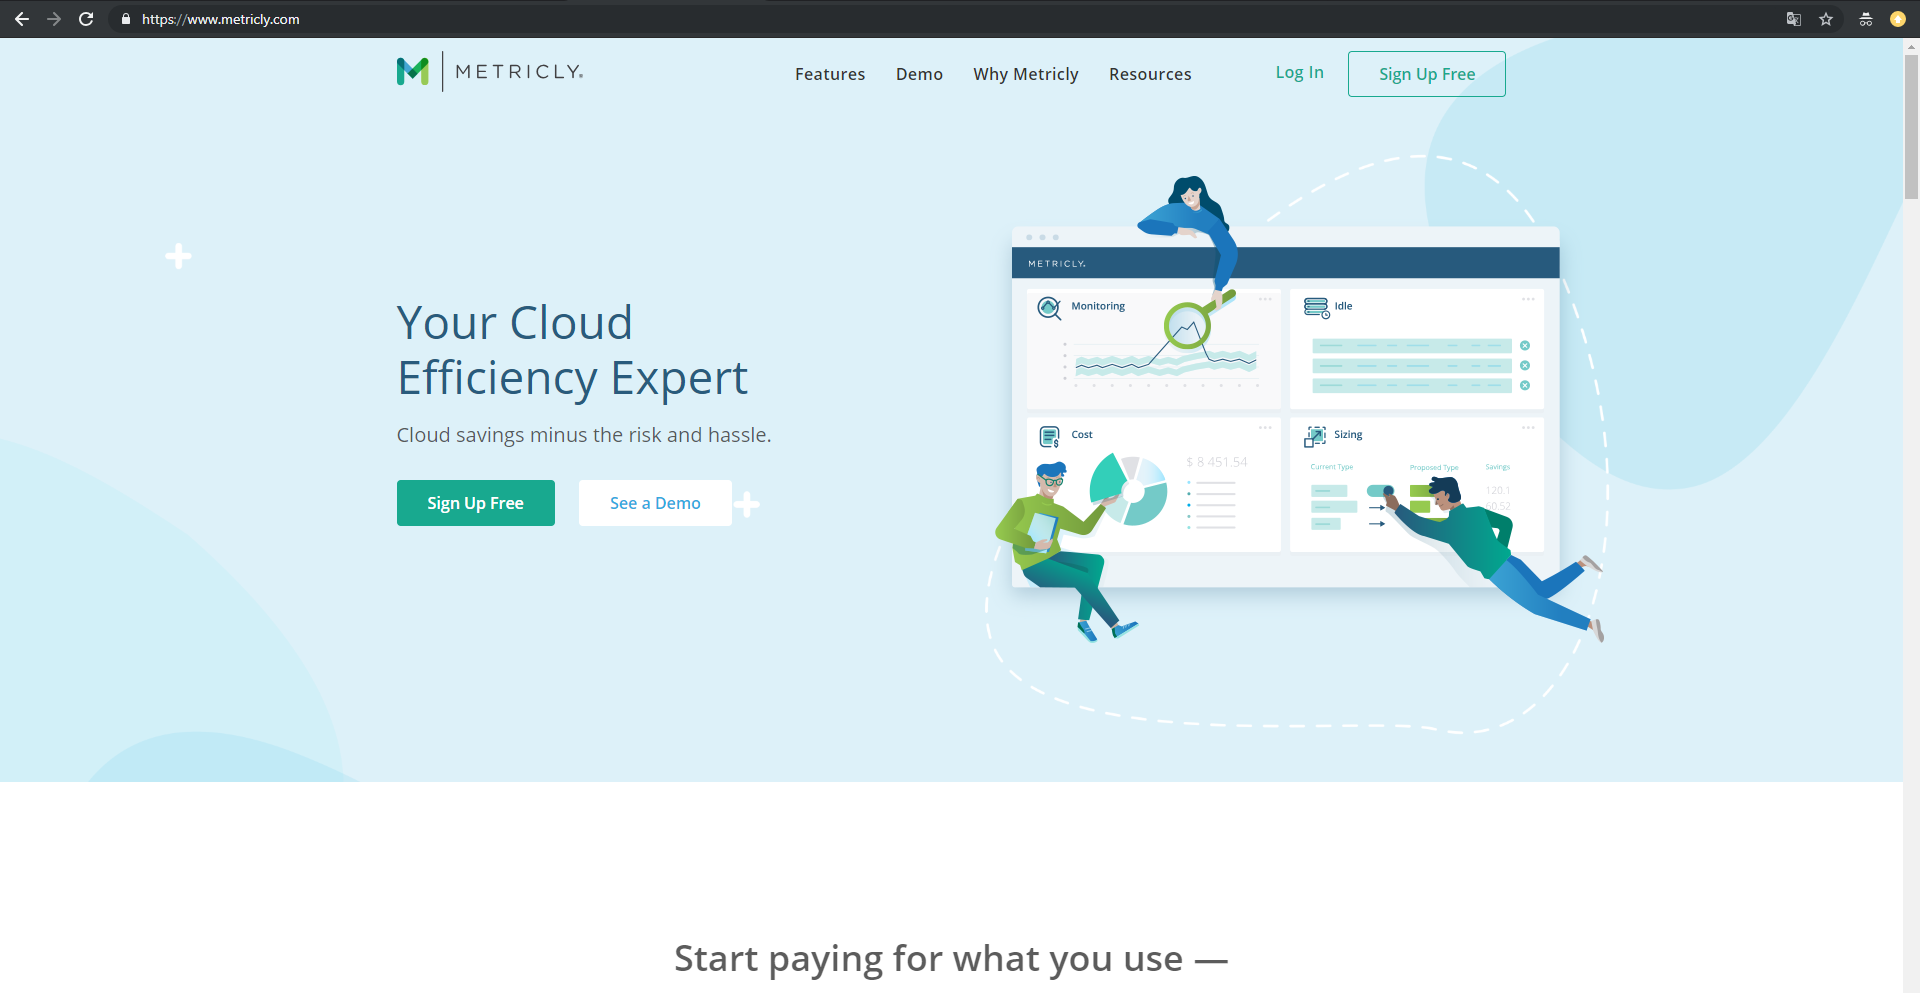 https://www.metricly.com
METRICLY
Features
Demo
Why Metricly
Resources
Log In
Sign Up Free
METRICLY
Monitoring
Idle
Your Cloud
Efficiency Expert
Cloud savings minus the risk and hassle.
Sign Up Free
See a Demo
Cost
$ 8 451.54
Sizing
Current Type
Proposed Type
Savings
120.1
60.52
Start paying for what you use —